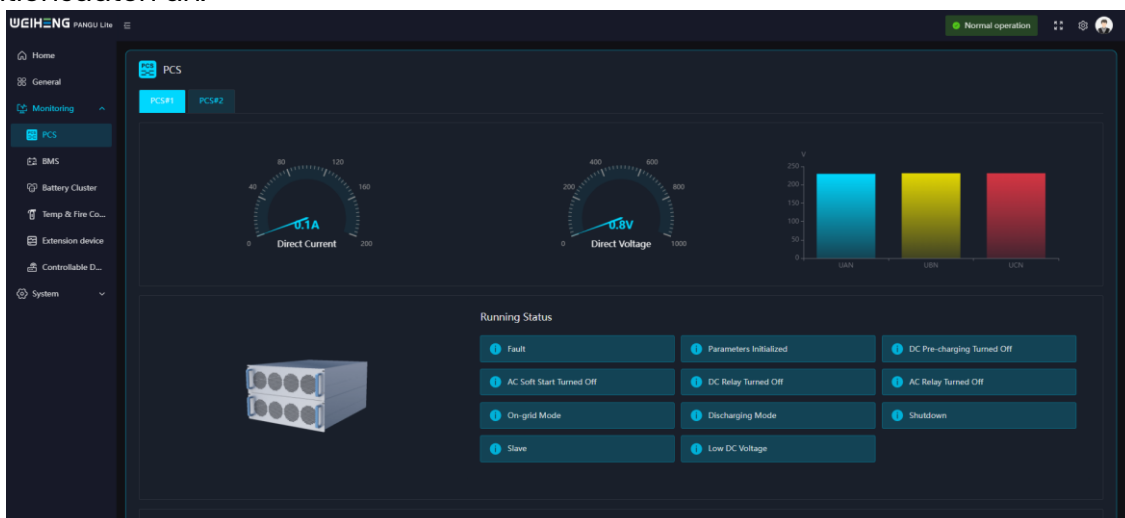 WEIHENG PANGU Lite
Normal operation
Home
General
Monitoring
PCS
BMS
Battery Cluster
Temp & Fire Co...
Extension device
Controllable D...
System
PCS
PCS
PCS#1 PCS#2
0 40 80 120 160 200
0.1A
Direct Current
0 200 400 600 800 1000
0.8V
Direct Voltage
V
250
200
150
100
50
0
UAN UBN UCN
Running Status
Fault
Parameters Initialized
DC Pre-charging Turned Off
AC Soft Start Turned Off
DC Relay Turned Off
AC Relay Turned Off
On-grid Mode
Discharging Mode
Shutdown
Slave
Low DC Voltage